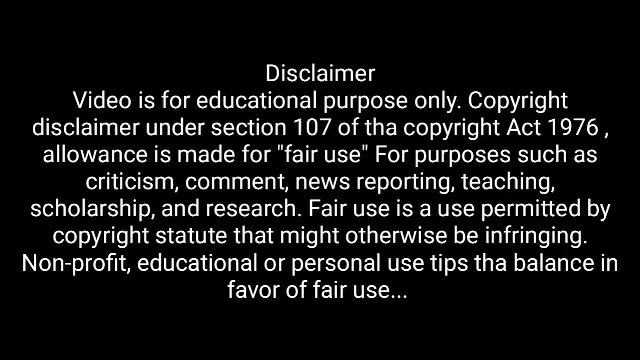 Disclaimer
Video is for educational purpose only. Copyright
disclaimer under section 107 of tha copyright Act 1976 ,
allowance is made for "fair use" For purposes such as
criticism, comment, news reporting, teaching,
scholarship, and research. Fair use is a use permitted by
copyright statute that might otherwise be infringing.
Non-profit, educational or personal use tips tha balance in
favor of fair use...